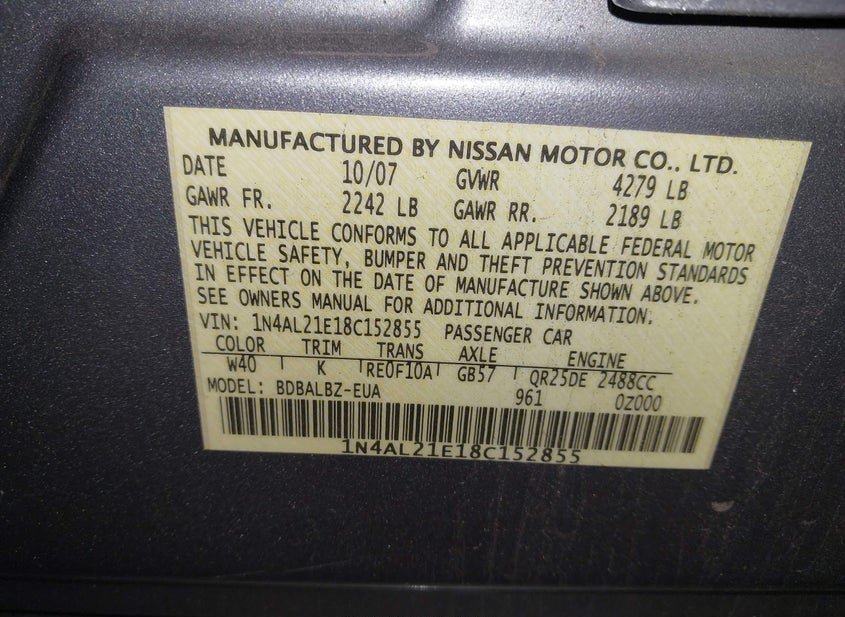 MANUFACTURED BY NISSAN MOTOR CO., LTD.
DATE 10/07 GVWR 4279 LB
GAWR FR. 2242 LB GAWR RR. 2189 LB
THIS VEHICLE CONFORMS TO ALL APPLICABLE FEDERAL MOTOR
VEHICLE SAFETY, BUMPER AND THEFT PREVENTION STANDARDS
IN EFFECT ON THE DATE OF MANUFACTURE SHOWN ABOVE.
SEE OWNERS MANUAL FOR ADDITIONAL INFORMATION.
VIN: 1N4AL21E18C152855 PASSENGER CAR
COLOR TRIM TRANS AXLE ENGINE
W40 K RE0F10A GB57 QR25DE 2488CC
MODEL: BDBALBZ-EUA 961 0Z000
1N4AL21E18C152855